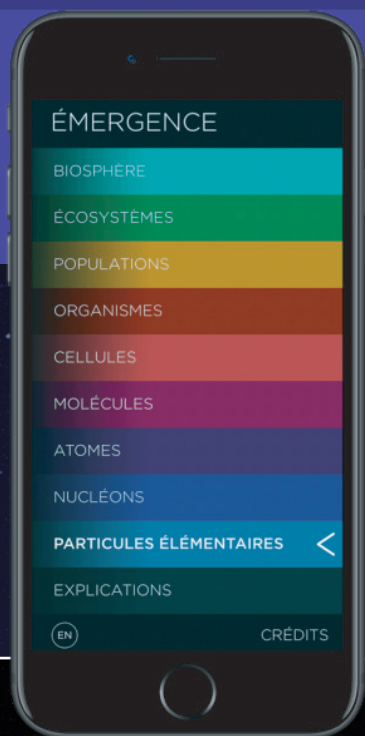 ÉMERGENCE
BIOSPHÈRE
ÉCOSYSTÈMES
POPULATIONS
ORGANISMES
CELLULES
MOLÉCULES
ATOMES
NUCLÉONS
PARTICULES ÉLÉMENTAIRES
EXPLICATIONS
EN CRÉDITS